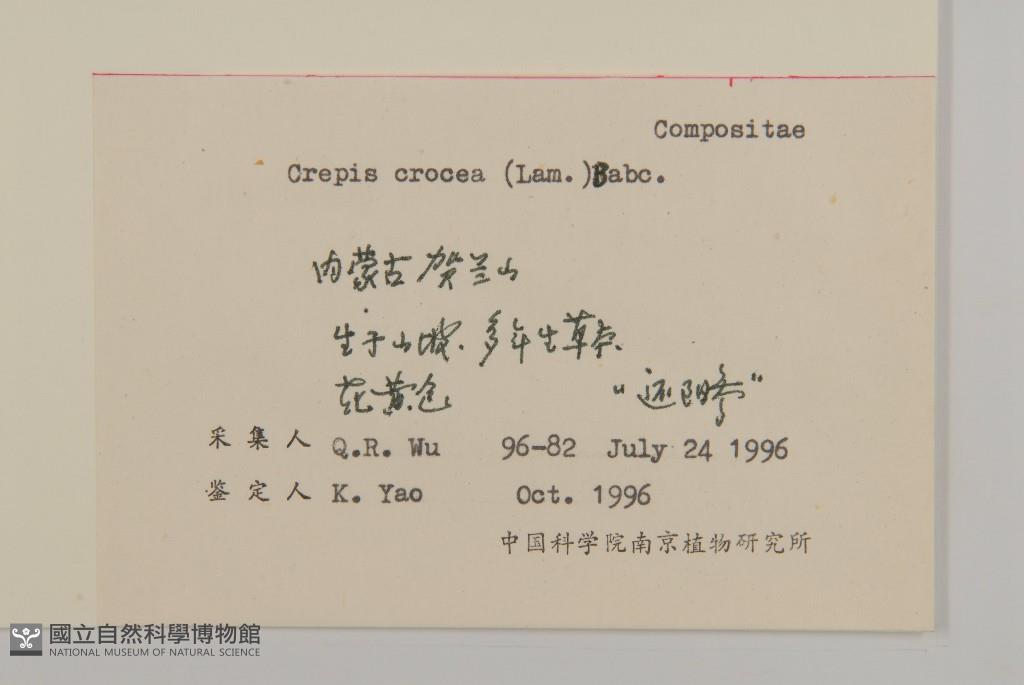 Compositae
Crepis crocea (Lam.)Babc.
内蒙古 贺兰山
生于山坡.多年生草本.
花黄色 “还阳参”
采集人 Q.R. Wu 96-82 July 24 1996
鉴定人 K. Yao Oct. 1996
中国科学院南京植物研究所
國立自然科學博物館
NATIONAL MUSEUM OF NATURAL SCIENCE